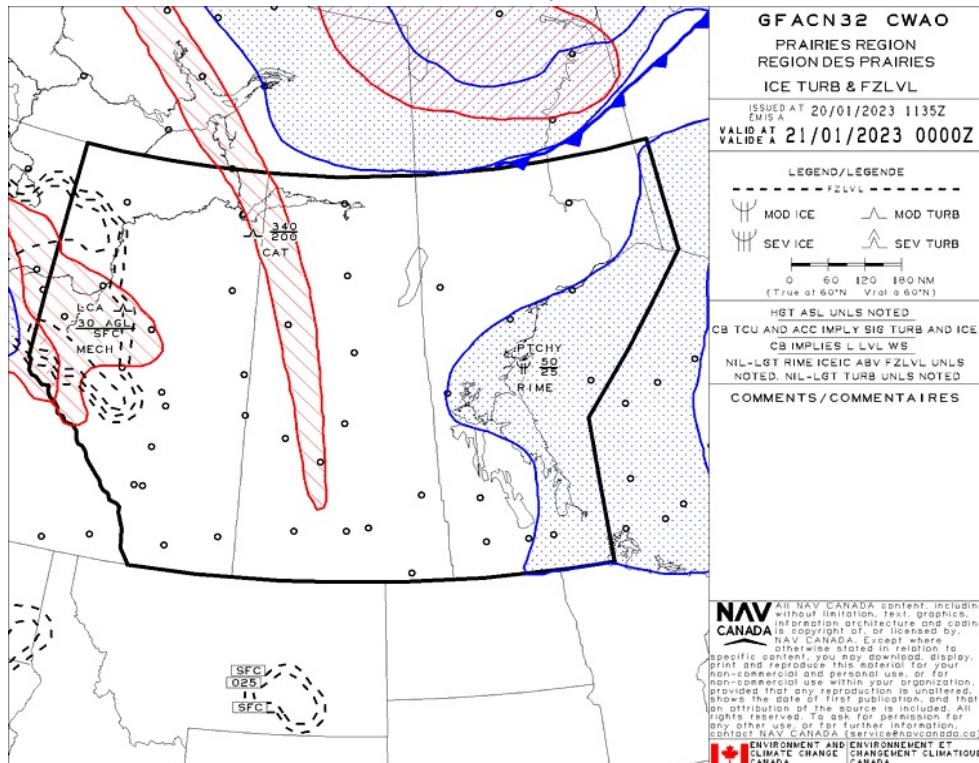 GFACN32 CWAO
PRAIRIES REGION
REGION DES PRAIRIES
ICE TURB & FZLVL
ISSUED AT 20/01/2023 1135Z
EMIS A
VALID AT 21/01/2023 0000Z
VALIDE A
LEGEND/LÉGENDE
FZLVL
MOD ICE MOD TURB
SEV ICE SEV TURB
0 60 120 180 NM
(True at 60°N Vrai à 60°N)
HGT ASL UNLS NOTED
CB TCU AND ACC IMPLY SIG TURB AND ICE
CB IMPLIES L LVL WS
NIL-LGT RIME ICEIC ABV FZLVL UNLS
NOTED. NIL-LGT TURB UNLS NOTED
COMMENTS/COMMENTAIRES
340
200
CAT
LCA
30 AGL
SFC
MECH
PTCHY
50
25
RIME
SFC
025
SFC
NAV
CANADA
All NAV CANADA content, includin
without limitation, text, graphics,
information architecture and codin
is copyright of, or licensed by,
NAV CANADA. Except where
otherwise stated in relation to
specific content, you may download, display,
print and reproduce this material for your
non-commercial and personal use, or for
non-commercial use within your organization,
provided that any reproduction is unaltered,
shows the date of first publication, and that
an attribution of the source is included. All
rights reserved. To ask for permission for
any other use, or for further information,
contact NAV CANADA (service@navcanada.ca)
ENVIRONMENT AND
CLIMATE CHANGE
CANADA
ENVIRONNEMENT ET
CHANGEMENT CLIMATIQUE
CANADA